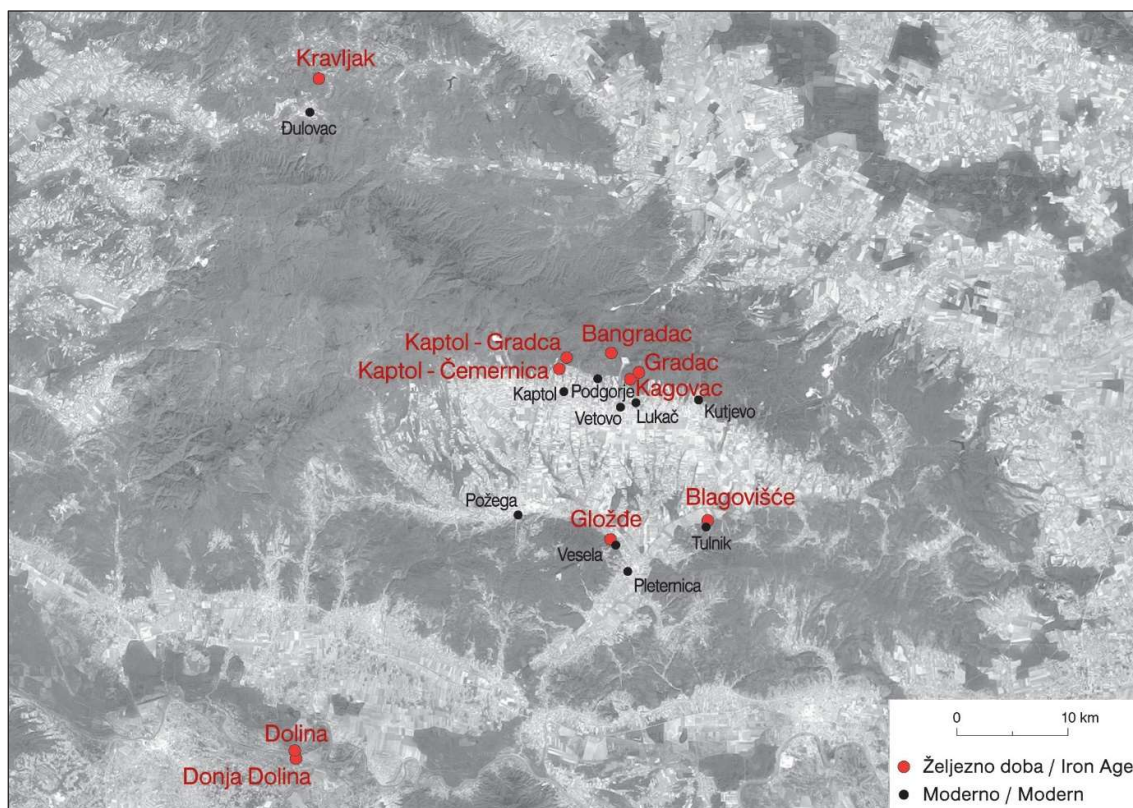 Kravljak
Đulovac
Kaptol - Gradca
Bangradac
Kaptol - Čemernica
Gradac
Kagovac
Podgorje
Kaptol
Vetovo
Lukač
Kutjevo
Požega
Blagovišće
Gložđe
Tulnik
Vesela
Pleternica
Dolina
Donja Dolina
0 10 km
Željezno doba / Iron Age
Moderno / Modern